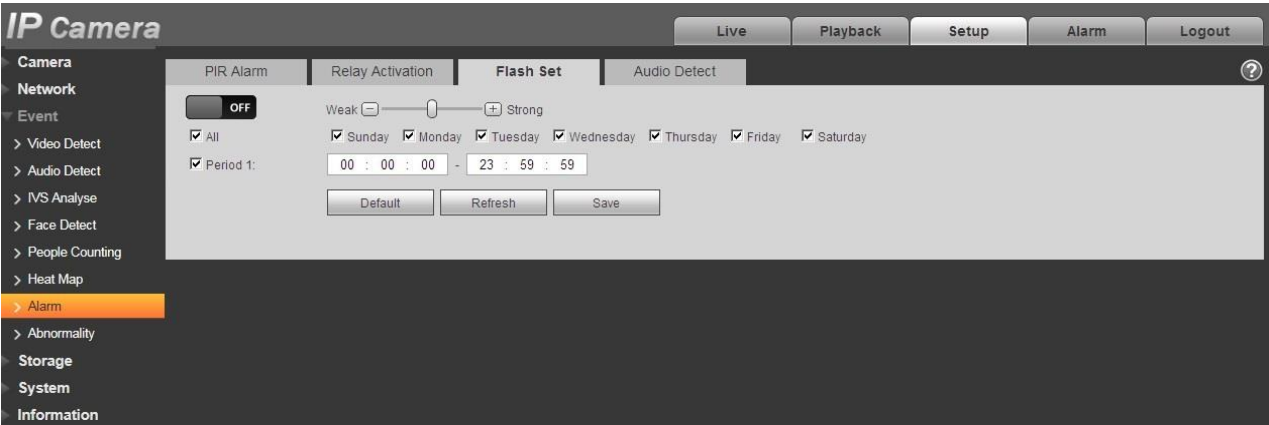 IP Camera
Live Playback Setup Alarm Logout
Camera
Network
Event
> Video Detect
> Audio Detect
> IVS Analyse
> Face Detect
> People Counting
> Heat Map
> Alarm
> Abnormality
Storage
System
Information
PIR Alarm Relay Activation Flash Set Audio Detect
?
OFF Weak - + Strong
All Sunday Monday Tuesday Wednesday Thursday Friday Saturday
Period 1: 00 : 00 : 00 - 23 : 59 : 59
Default Refresh Save